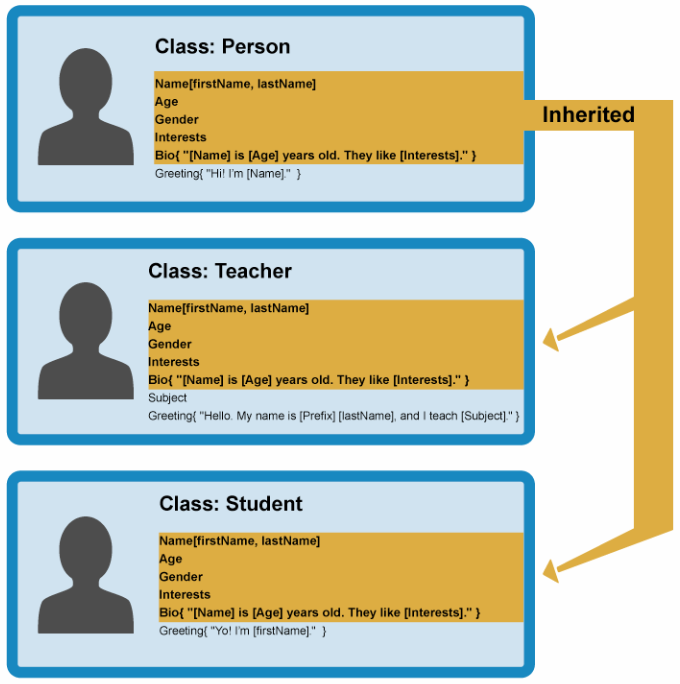 Class: Person
Name[firstName, lastName]
Age
Gender
Interests
Bio{ "[Name] is [Age] years old. They like [Interests]." }
Greeting{ "Hi! I'm [Name]."  }
Inherited
Class: Teacher
Name[firstName, lastName]
Age
Gender
Interests
Bio{ "[Name] is [Age] years old. They like [Interests]." }
Subject
Greeting{ "Hello. My name is [Prefix] [lastName], and I teach [Subject]." }
Class: Student
Name[firstName, lastName]
Age
Gender
Interests
Bio{ "[Name] is [Age] years old. They like [Interests]." }
Greeting{ "Yo! I'm [firstName]."  }